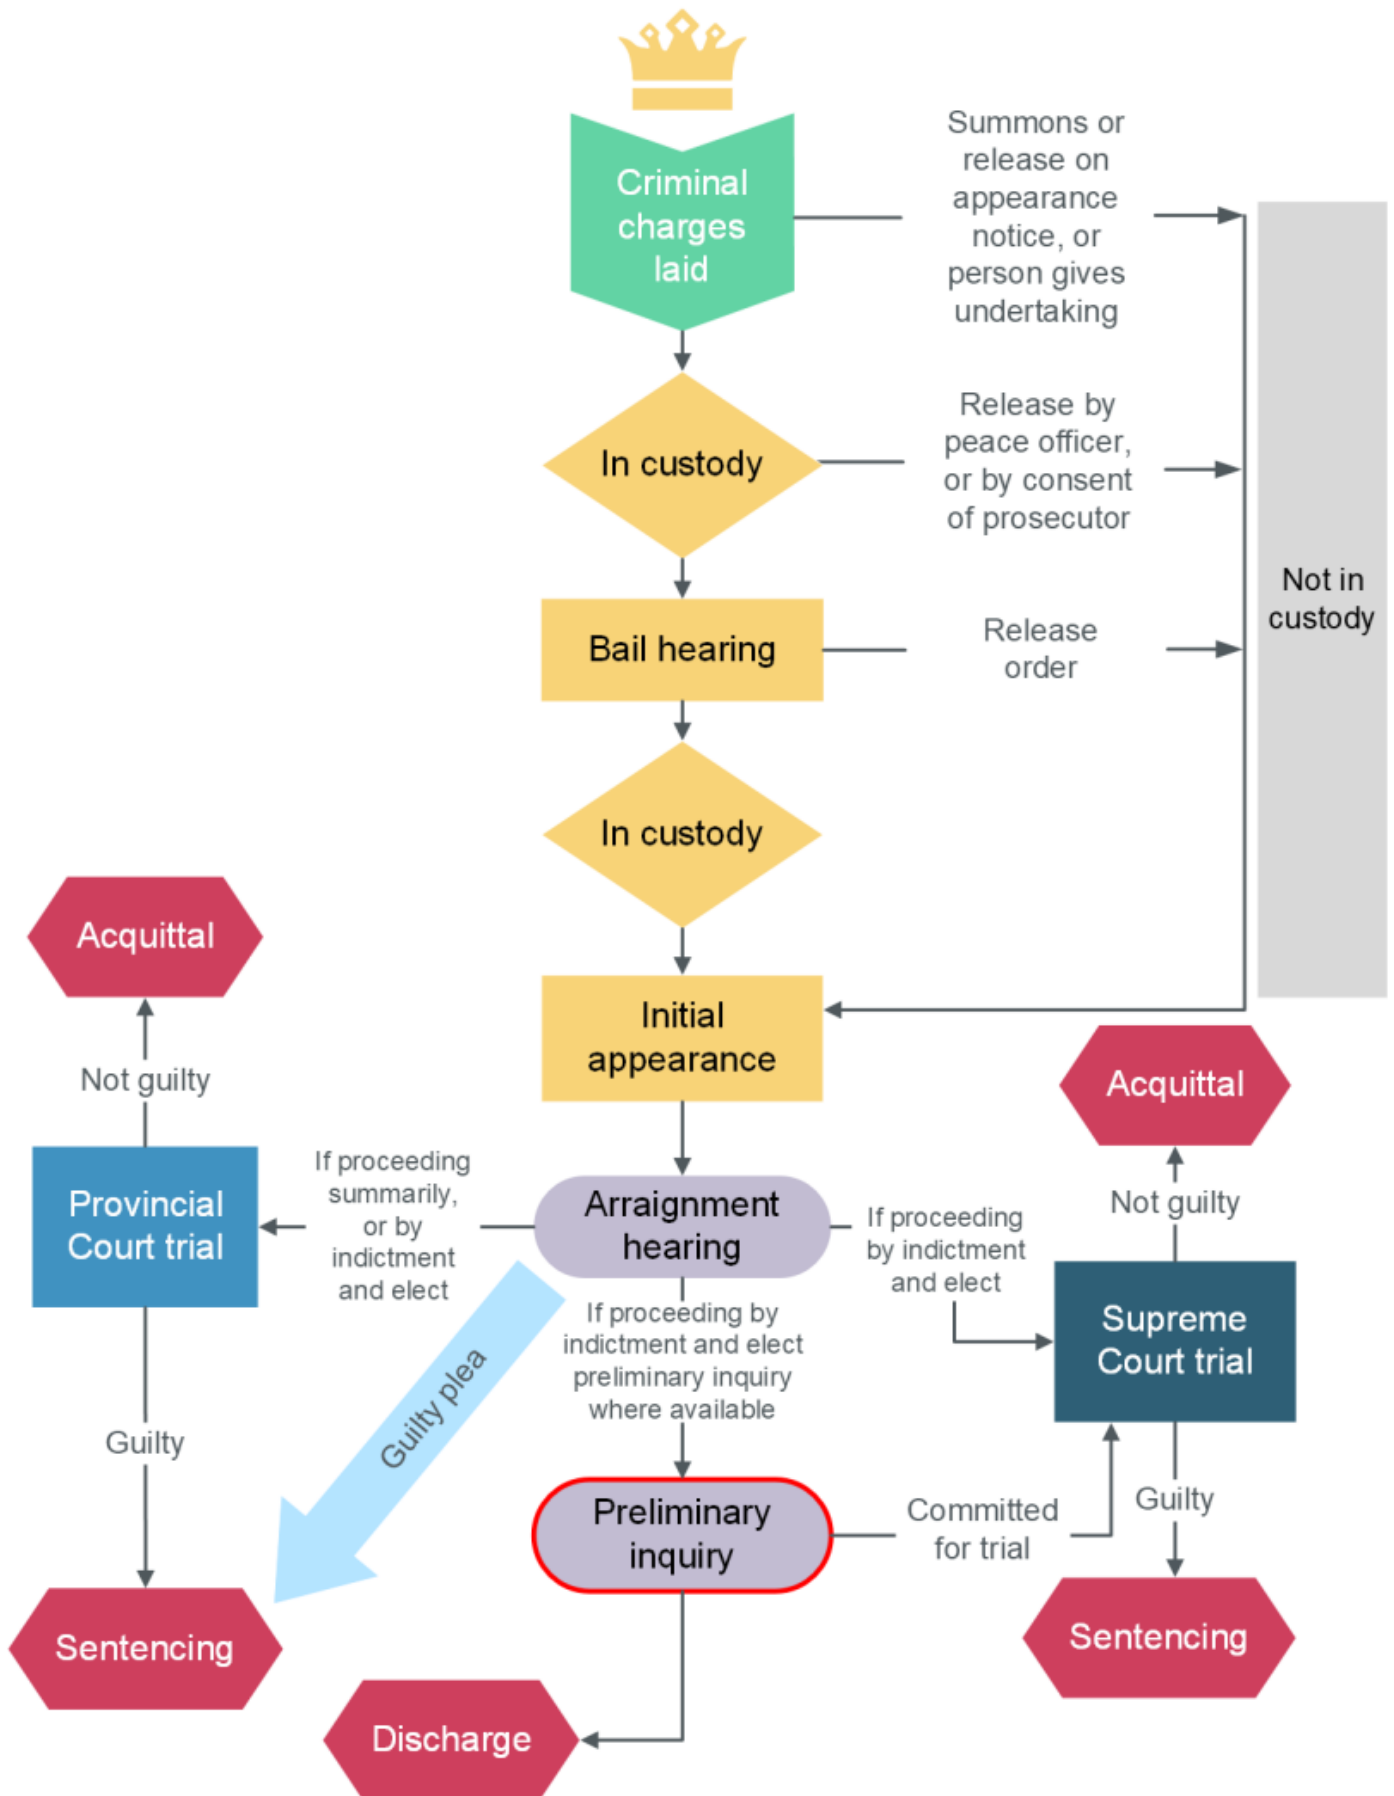 Criminal
charges
laid
Summons or
release on
appearance
notice, or
person gives
undertaking
In custody
Release by
peace officer,
or by consent
of prosecutor
Not in
custody
Bail hearing
Release
order
In custody
Acquittal
Not guilty
Initial
appearance
Acquittal
Not guilty
Provincial
Court trial
If proceeding
summarily,
or by
indictment
and elect
Arraignment
hearing
If proceeding
by indictment
and elect
Supreme
Court trial
If proceeding by
indictment and elect
preliminary inquiry
where available
Guilty plea
Guilty
Preliminary
inquiry
Committed
for trial
Guilty
Sentencing
Sentencing
Discharge